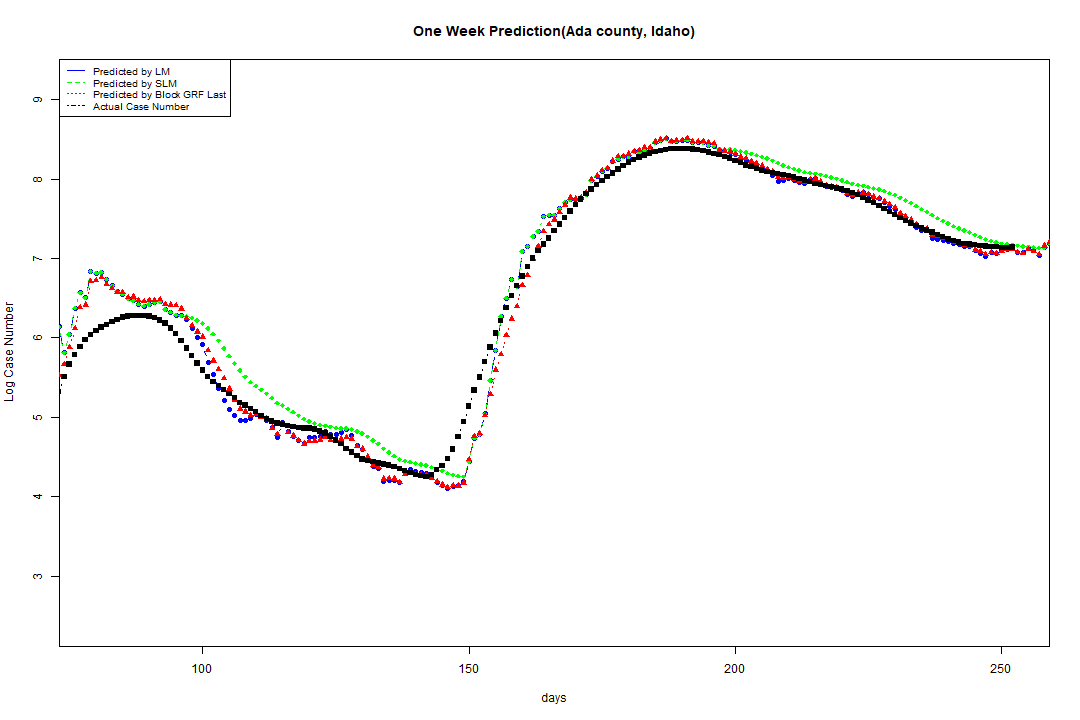 One Week Prediction(Ada county, Idaho)
Predicted by LM
Predicted by SLM
Predicted by Block GRF Last
Actual Case Number
Log Case Number
9
8
7
6
5
4
3
100 150 200 250
days